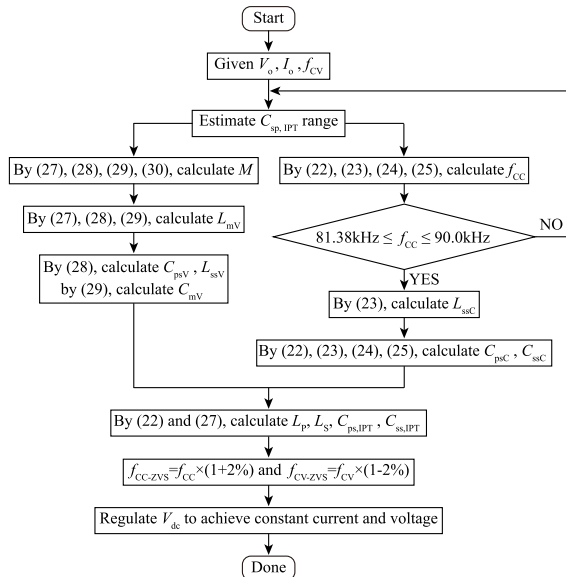 Start
Given Vo , Io , fCV
Estimate Csp, IPT range
By (27), (28), (29), (30), calculate M
By (22), (23), (24), (25), calculate fCC
By (27), (28), (29), calculate LmV
81.38kHz ≤ fCC ≤ 90.0kHz
NO
By (28), calculate CpsV , LssV
by (29), calculate CmV
YES
By (23), calculate LssC
By (22), (23), (24), (25), calculate CpsC , CssC
By (22) and (27), calculate LP, LS, Cps,IPT , Css,IPT
fCC-ZVS=fCC×(1+2%) and fCV-ZVS=fCV×(1-2%)
Regulate Vdc to achieve constant current and voltage
Done